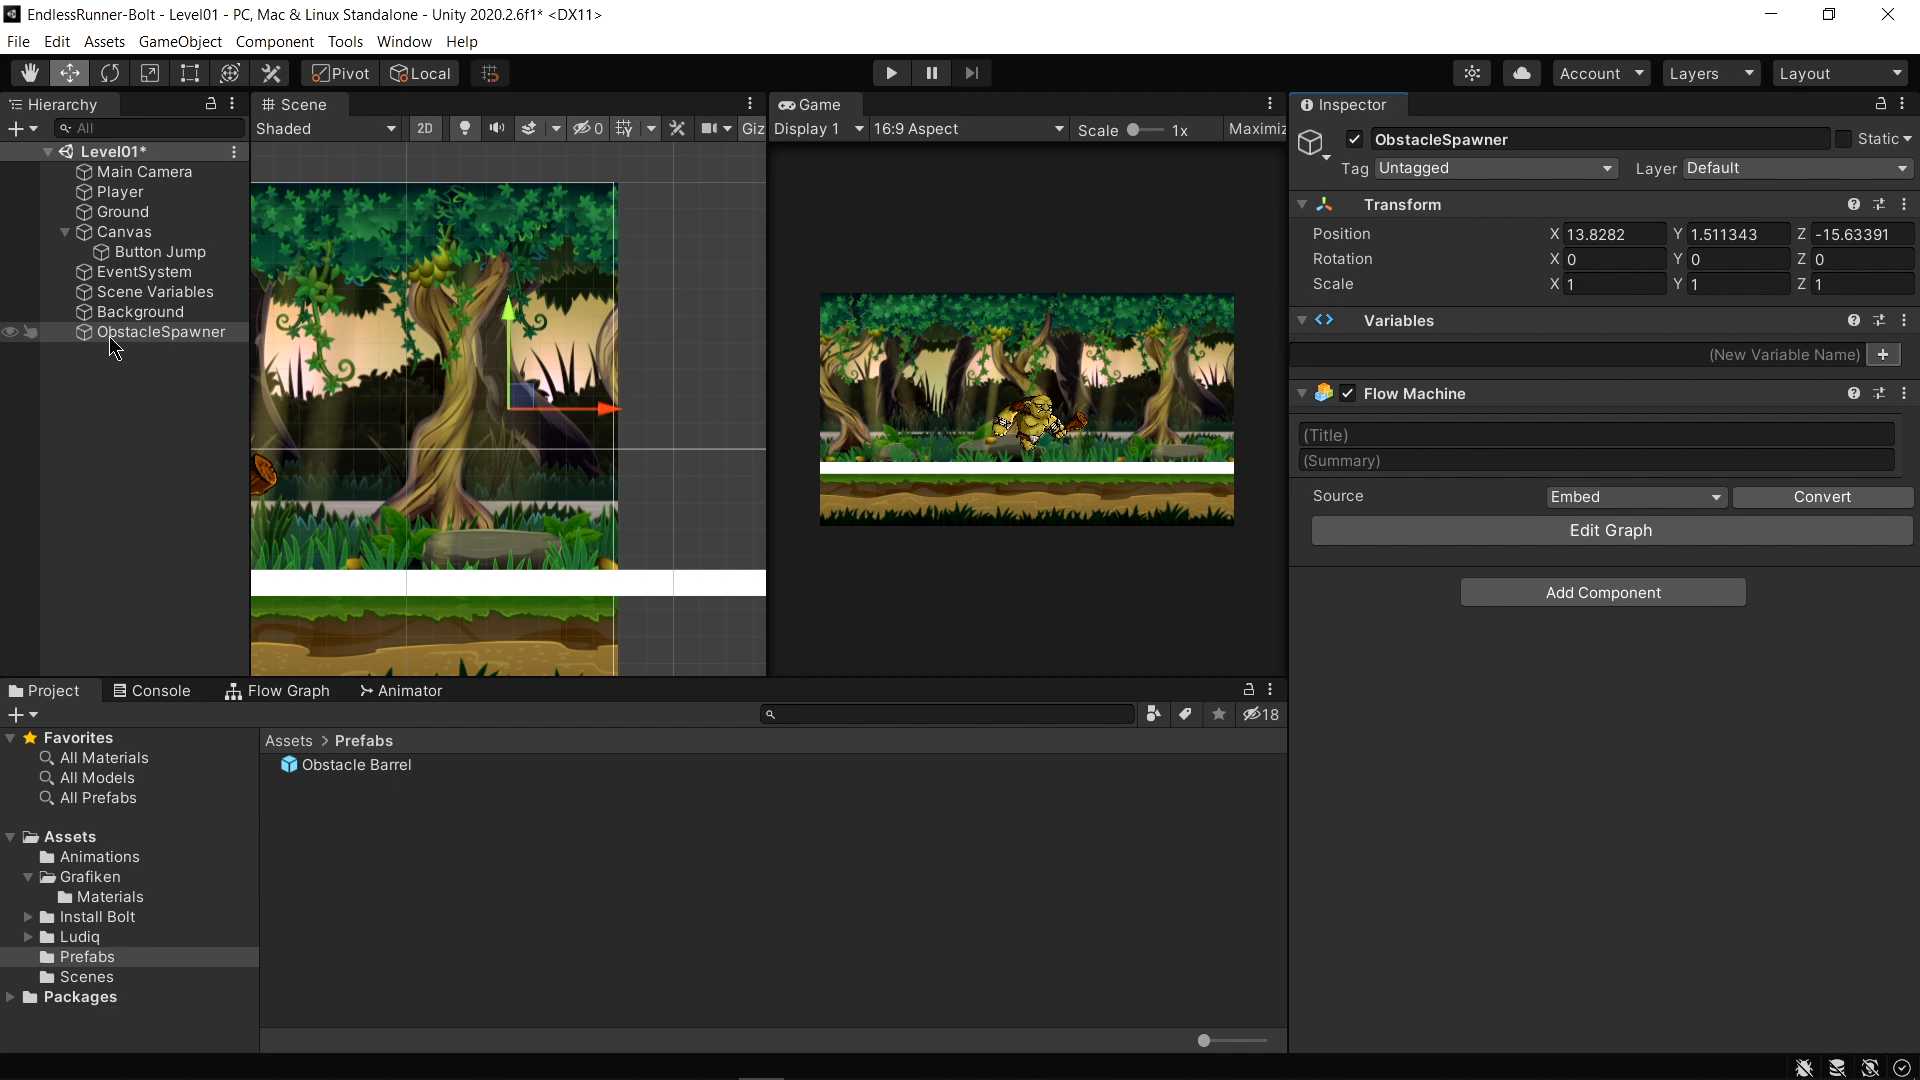 EndlessRunner-Bolt - Level01 - PC, Mac & Linux Standalone - Unity 2020.2.6f1* <DX11>
File Edit Assets GameObject Component Tools Window Help
Pivot Local Account Layers Layout
Hierarchy
All
Level01*
Main Camera
Player
Ground
Canvas
Button Jump
EventSystem
Scene Variables
Background
ObstacleSpawner
Scene
Shaded 2D 0 Giz
Game
Display 1 16:9 Aspect Scale 1x Maximiz
Inspector
ObstacleSpawner Static
Tag Untagged Layer Default
Transform
Position X 13.8282 Y 1.511343 Z -15.63391
Rotation X 0 Y 0 Z 0
Scale X 1 Y 1 Z 1
Variables
(New Variable Name) +
Flow Machine
(Title)
(Summary)
Source Embed Convert
Edit Graph
Add Component
Project Console Flow Graph Animator
18
Favorites
All Materials
All Models
All Prefabs
Assets
Animations
Grafiken
Materials
Install Bolt
Ludiq
Prefabs
Scenes
Packages
Assets > Prefabs
Obstacle Barrel